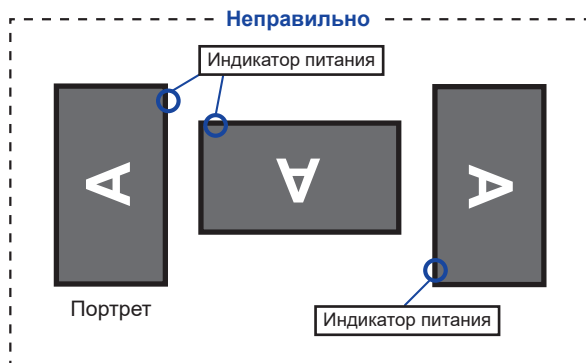 Неправильно
Индикатор питания
A
A
A
Портрет
Индикатор питания